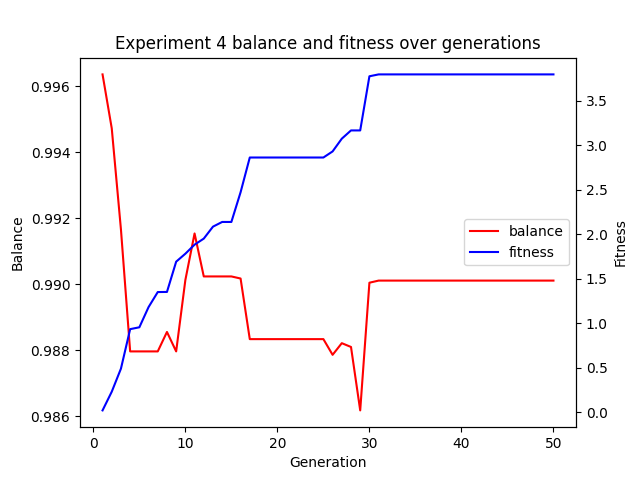 Experiment 4 balance and fitness over generations
0.996
0.994
0.992
0.990
0.988
0.986
Balance
3.5
3.0
2.5
2.0
1.5
1.0
0.5
0.0
Fitness
balance
fitness
0 10 20 30 40 50
Generation